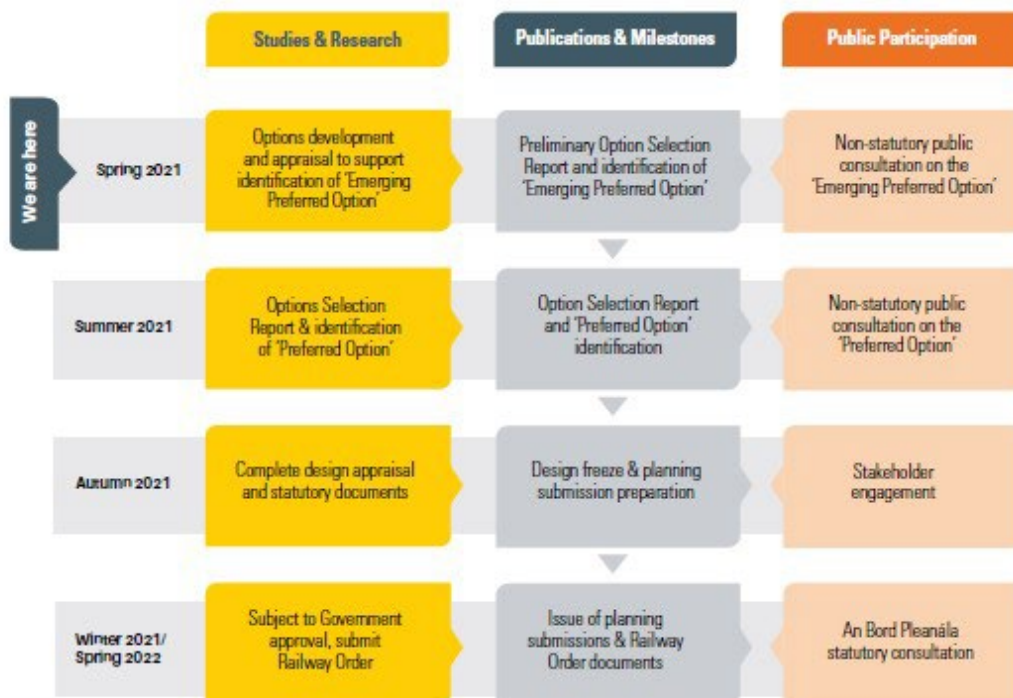 Studies & Research
Publications & Milestones
Public Participation
We are here
Spring 2021
Options development
and appraisal to support
identification of ‘Emerging
Preferred Option’
Preliminary Option Selection
Report and identification of
‘Emerging Preferred Option’
Non-statutory public
consultation on the
‘Emerging Preferred Option’
Summer 2021
Options Selection
Report & identification
of ‘Preferred Option’
Option Selection Report
and ‘Preferred Option’
identification
Non-statutory public
consultation on the
‘Preferred Option’
Autumn 2021
Complete design appraisal
and statutory documents
Design freeze & planning
submission preparation
Stakeholder
engagement
Winter 2021/
Spring 2022
Subject to Government
approval, submit
Railway Order
Issue of planning
submissions & Railway
Order documents
An Bord Pleanála
statutory consultation